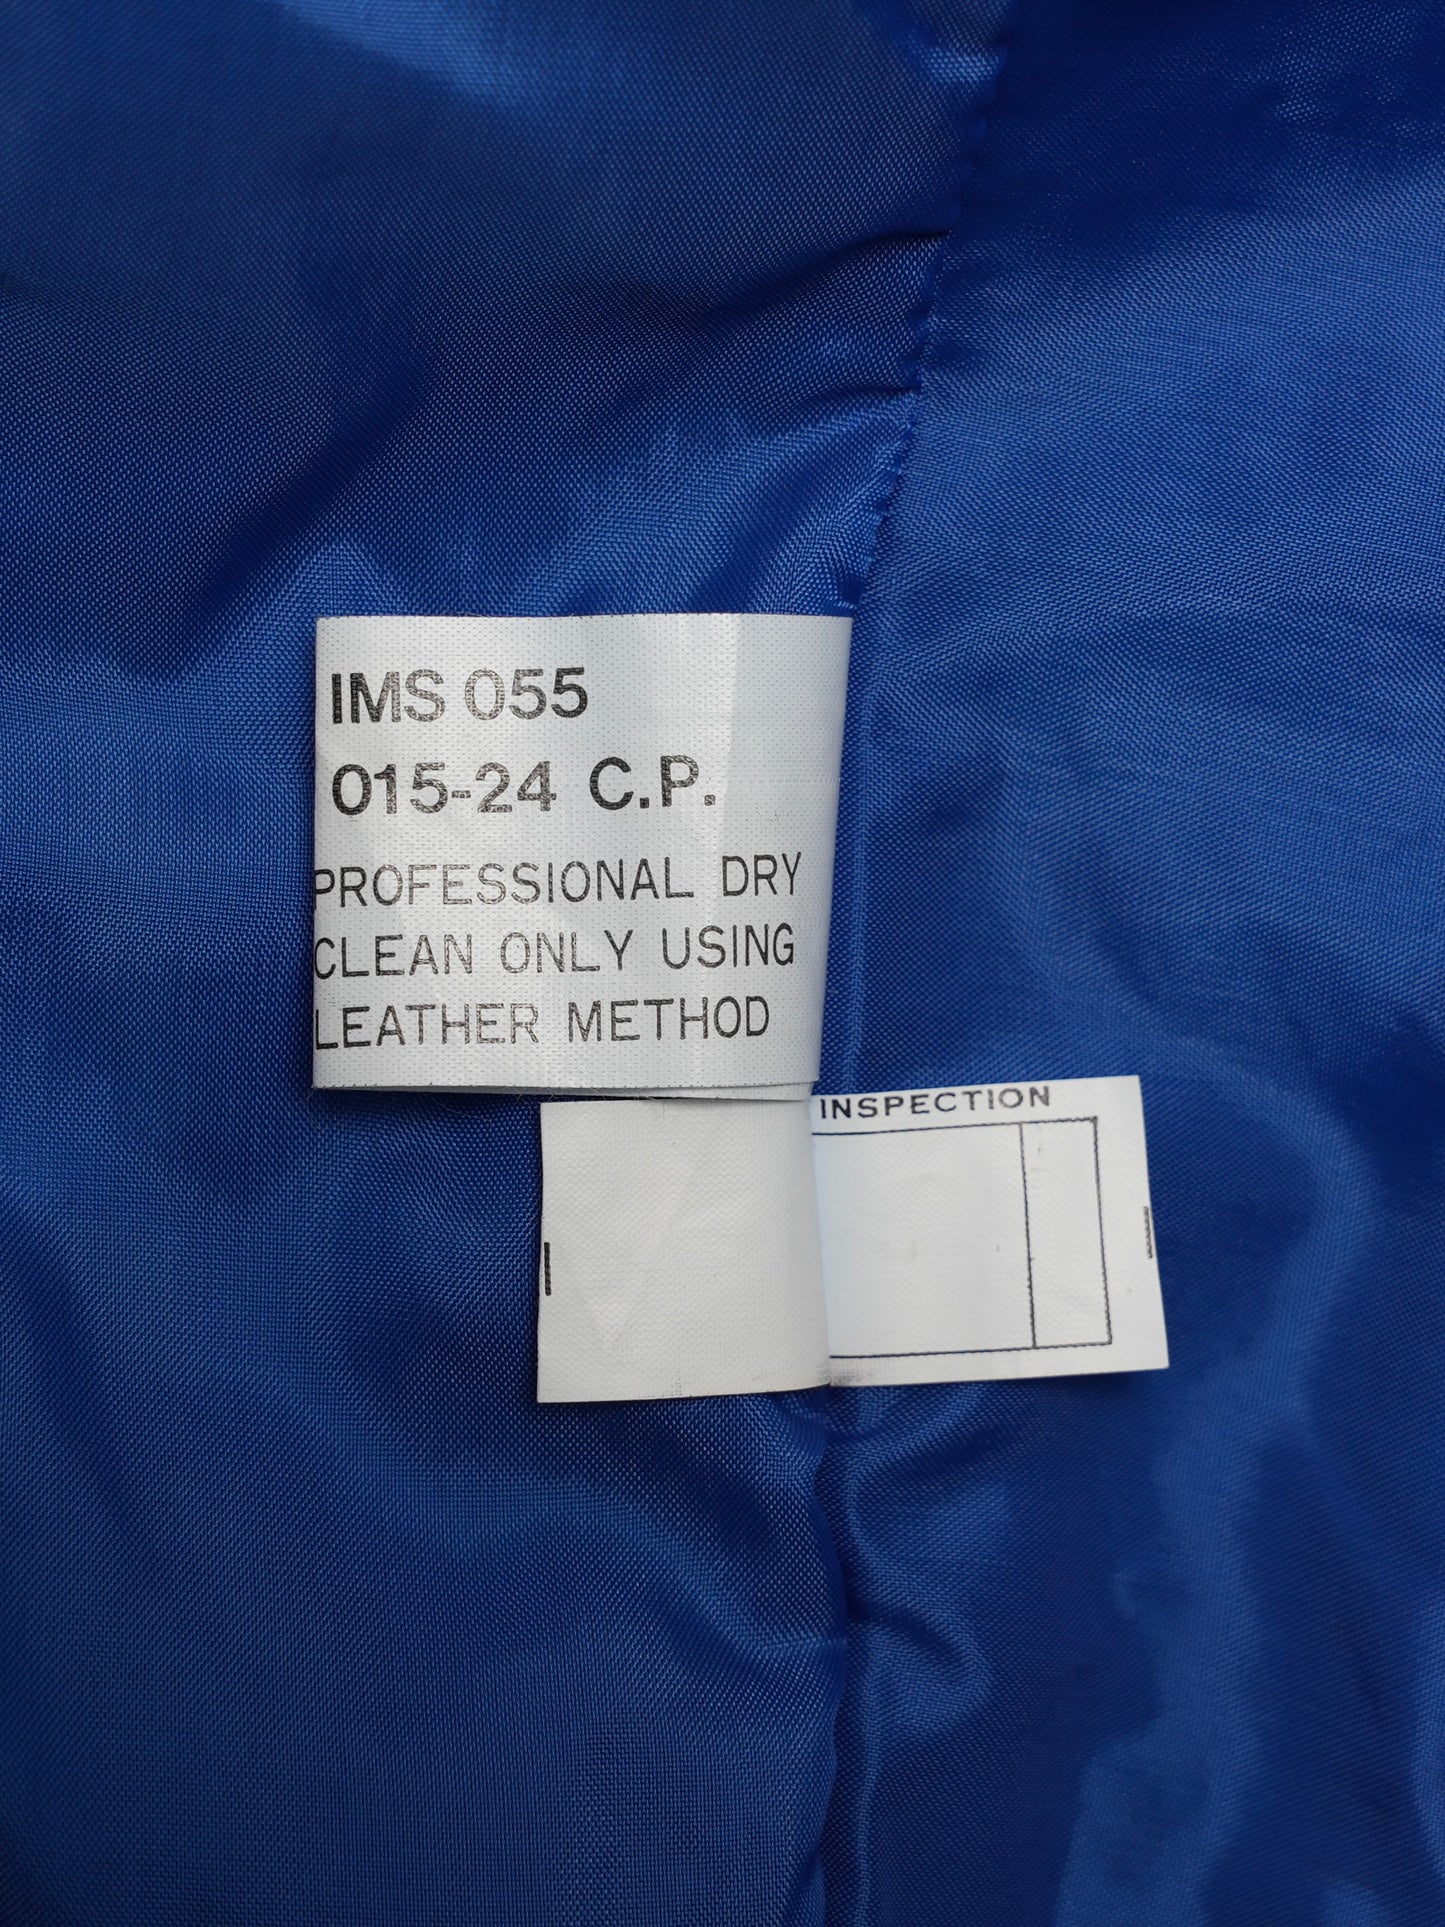 IMS 055
015-24 C.P.
PROFESSIONAL DRY
CLEAN ONLY USING
LEATHER METHOD
INSPECTION